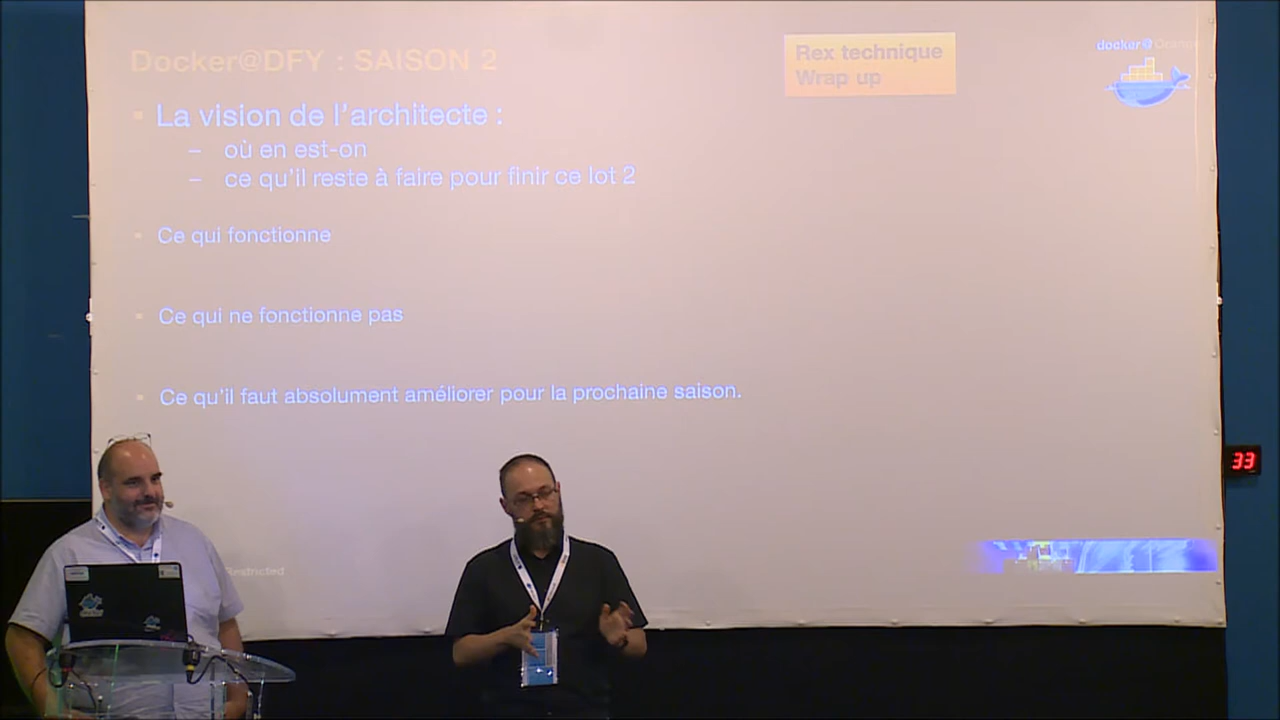 Docker@DFY : SAISON 2
Rex technique
Wrap up
docker@Orange
La vision de l'architecte :
– où en est-on
– ce qu'il reste à faire pour finir ce lot 2
Ce qui fonctionne
Ce qui ne fonctionne pas
Ce qu'il faut absolument améliorer pour la prochaine saison.
33
Restricted